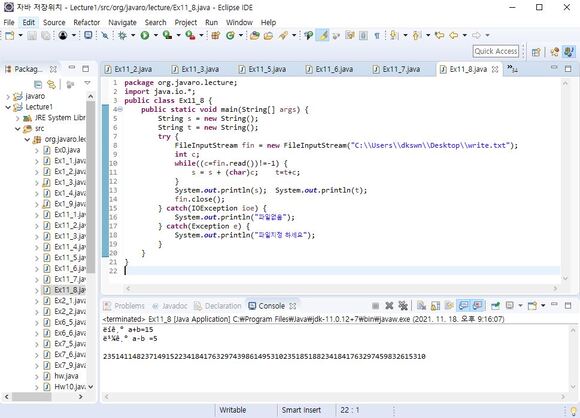 자바 저장위치 - Lecture1/src/org/javaro/lecture/Ex11_8.java - Eclipse IDE
File Edit Source Refactor Navigate Search Project Run Window Help
Quick Access
Packag...
javaro
Lecture1
JRE System Libr
src
org.javaro.lec
Ex0.java
Ex1_1.java
Ex1_3.java
Ex1_4.java
Ex1_9.java
Ex11_1.java
Ex11_2.java
Ex11_3.java
Ex11_4.java
Ex11_5.java
Ex11_6.java
Ex11_7.java
Ex11_8.java
Ex2_1.java
Ex2_2.java
Ex6_5.java
Ex6_6.java
Ex7_5.java
Ex7_6.java
Ex7_9.java
hw.java
Hw10.java
Ex11_2.java Ex11_3.java Ex11_5.java Ex11_6.java Ex11_7.java Ex11_8.java
1 package org.javaro.lecture;
2 import java.io.*;
3 public class Ex11_8 {
4 public static void main(String[] args) {
5 String s = new String();
6 String t = new String();
7 try {
8 FileInputStream fin = new FileInputStream("C:\\Users\\dkswn\\Desktop\\write.txt");
9 int c;
10 while((c=fin.read())!=-1) {
11 s = s + (char)c; t=t+c;
12 }
13 System.out.println(s); System.out.println(t);
14 fin.close();
15 } catch(IOException ioe) {
16 System.out.println("파일없음");
17 } catch(Exception e) {
18 System.out.println("파일지정 하세요");
19 }
20 }
21 }
22
Problems Javadoc Declaration Console
<terminated> Ex11_8 [Java Application] C:￦Program Files￦Java￦jdk-11.0.12+7￦bin￦javaw.exe (2021. 11. 18. 오후 9:16:07)
a+b=15
a-b =5
Writable Smart Insert 22 : 1